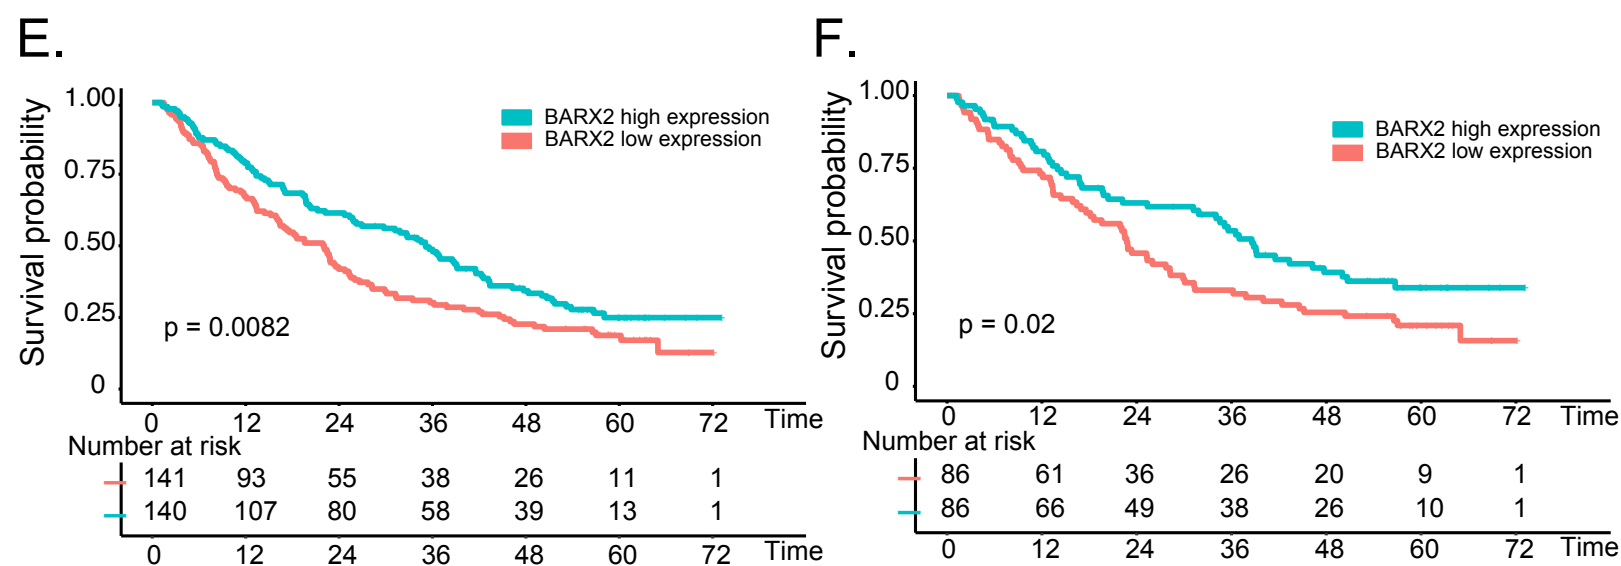 E.
Survival probability
1.00
0.75
0.50
0.25
0
BARX2 high expression
BARX2 low expression
p = 0.0082
0 12 24 36 48 60 72 Time
Number at risk
141 93 55 38 26 11 1
140 107 80 58 39 13 1
0 12 24 36 48 60 72 Time
F.
Survival probability
1.00
0.75
0.50
0.25
0
BARX2 high expression
BARX2 low expression
p = 0.02
0 12 24 36 48 60 72 Time
Number at risk
86 61 36 26 20 9 1
86 66 49 38 26 10 1
0 12 24 36 48 60 72 Time